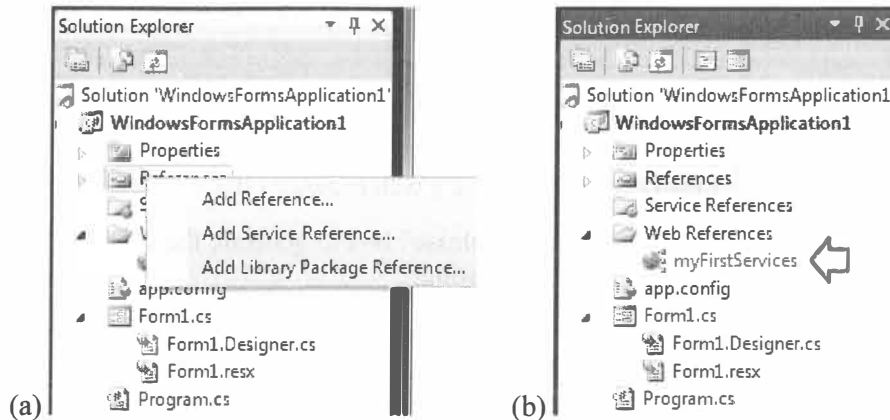 Solution Explorer
Solution 'WindowsFormsApplication1'
WindowsFormsApplication1
Properties
References
Add Reference...
Add Service Reference...
Add Library Package Reference...
app.config
Form1.cs
Form1.Designer.cs
Form1.resx
Program.cs
(a)
Solution Explorer
Solution 'WindowsFormsApplication1
WindowsFormsApplication1
Properties
References
Service References
Web References
myFirstServices
app.config
Form1.cs
Form1.Designer.cs
Form1.resx
Program.cs
(b)